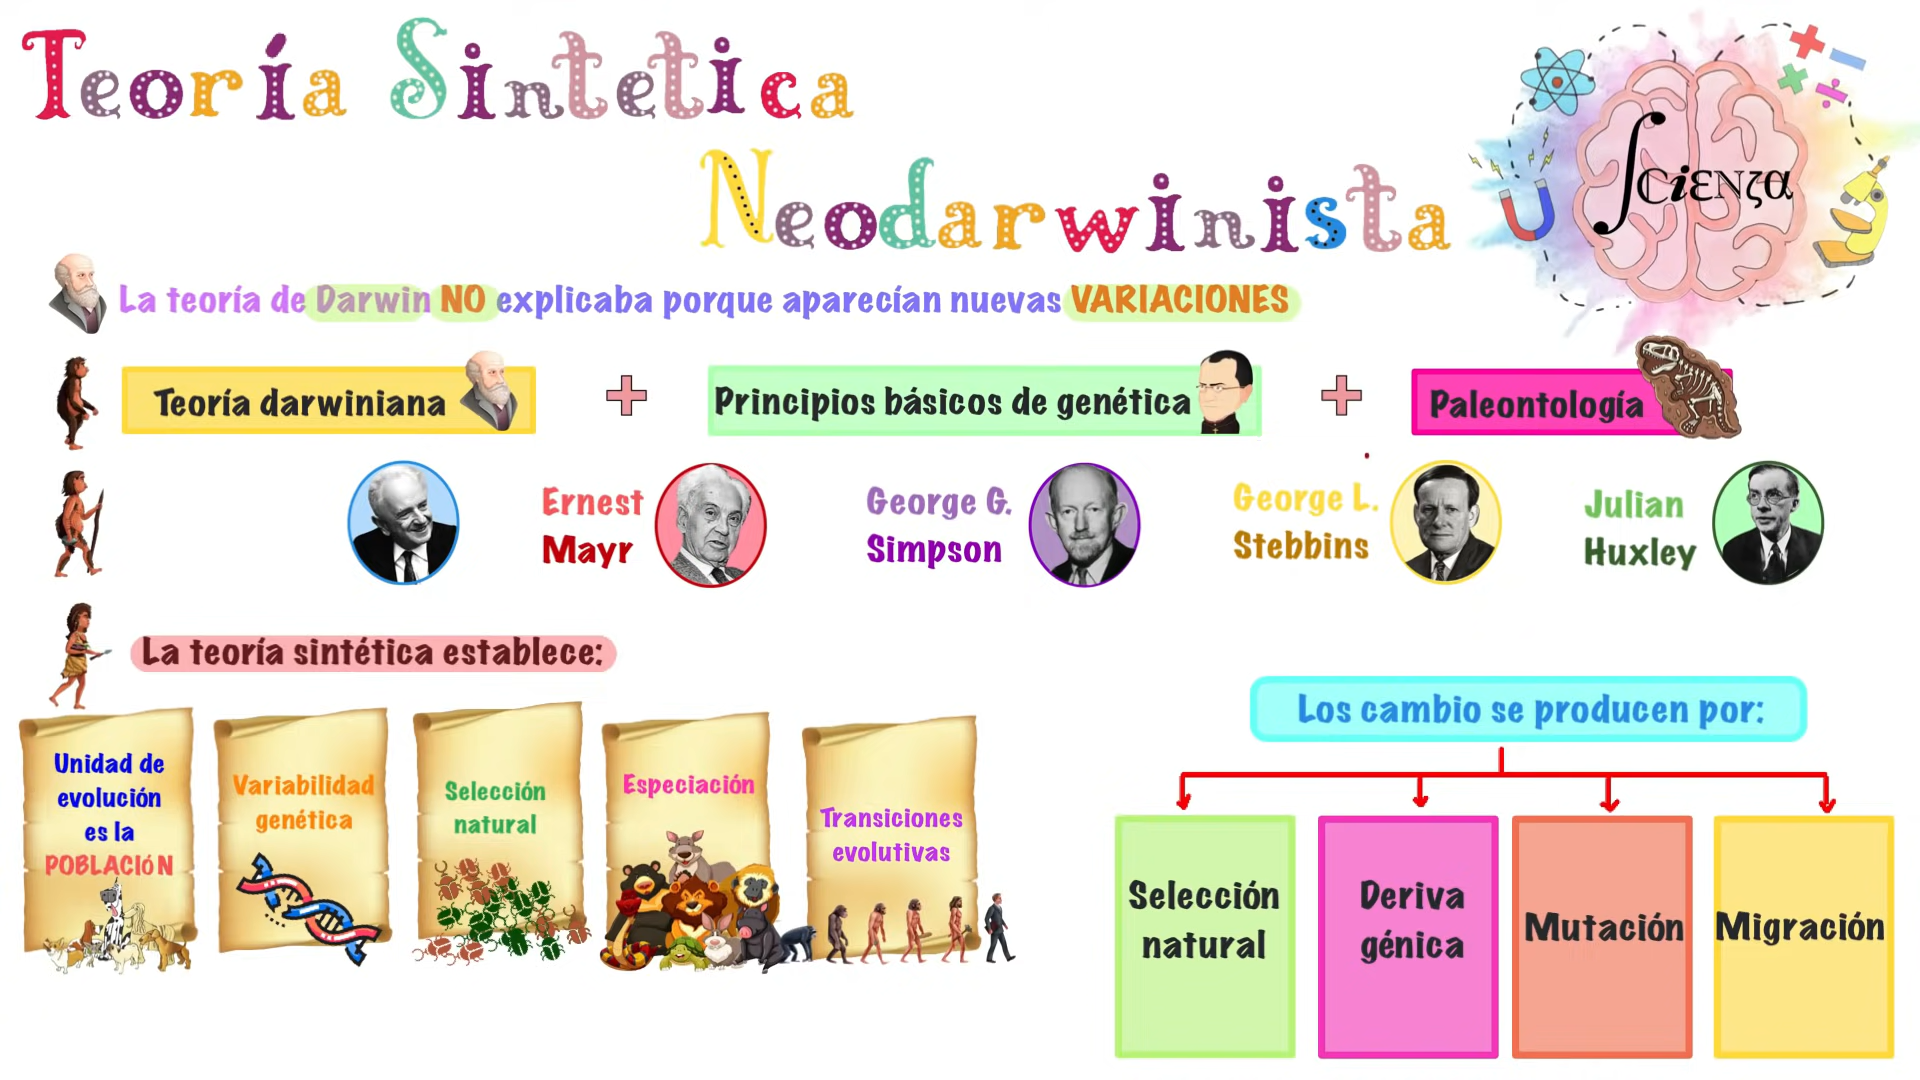 Teoría Sintetica
Neodarwinista
ʃCiENζα
La teoría de Darwin NO explicaba porque aparecían nuevas VARIACIONES
Teoría darwiniana
+
Principios básicos de genética
+
Paleontología
Ernest
Mayr
George G.
Simpson
George L.
Stebbins
Julian
Huxley
La teoría sintética establece:
Unidad de
evolución
es la
POBLACIóN
Variabilidad
genética
Selección
natural
Especiación
Transiciones
evolutivas
Los cambio se producen por:
Selección
natural
Deriva
génica
Mutación
Migración